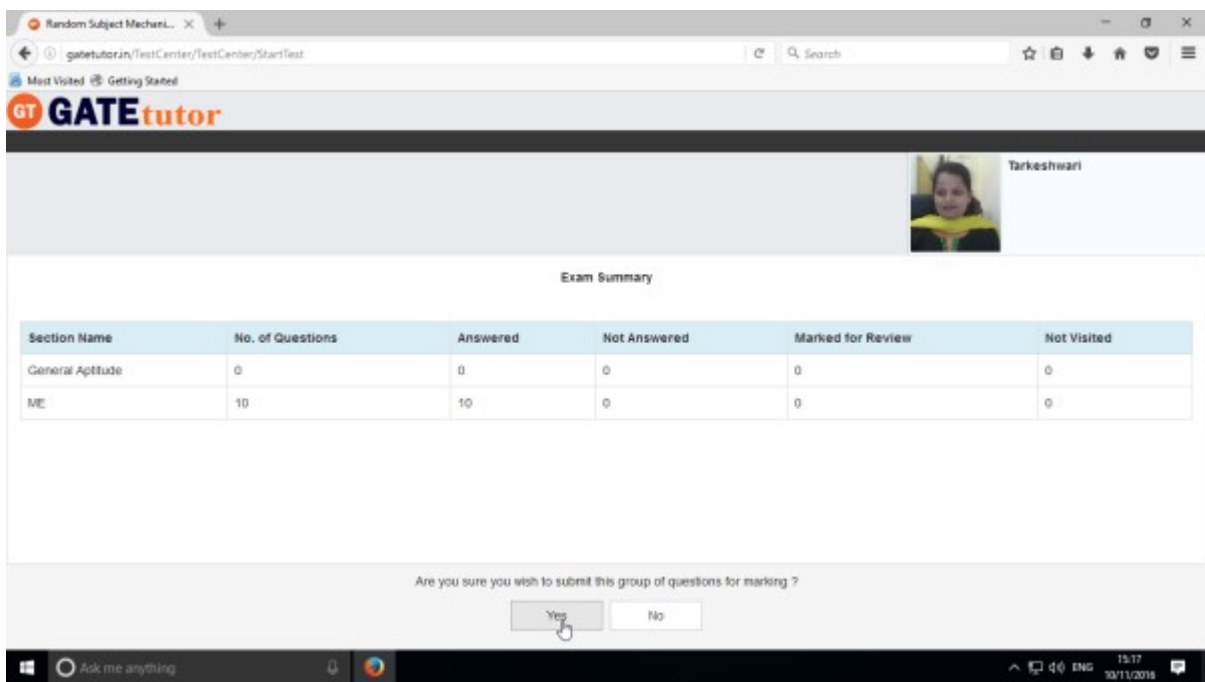 Random Subject Mechani...
gatetutor.in/TestCenter/TestCenter/StartTest
Search
Most Visited Getting Started
GT GATEtutor
Tarkeshwari
Exam Summary
Section Name No. of Questions Answered Not Answered Marked for Review Not Visited
General Aptitude 0 0 0 0 0
ME 10 10 0 0 0
Are you sure you wish to submit this group of questions for marking ?
Yes No
Ask me anything ENG 15:17
10/11/2016